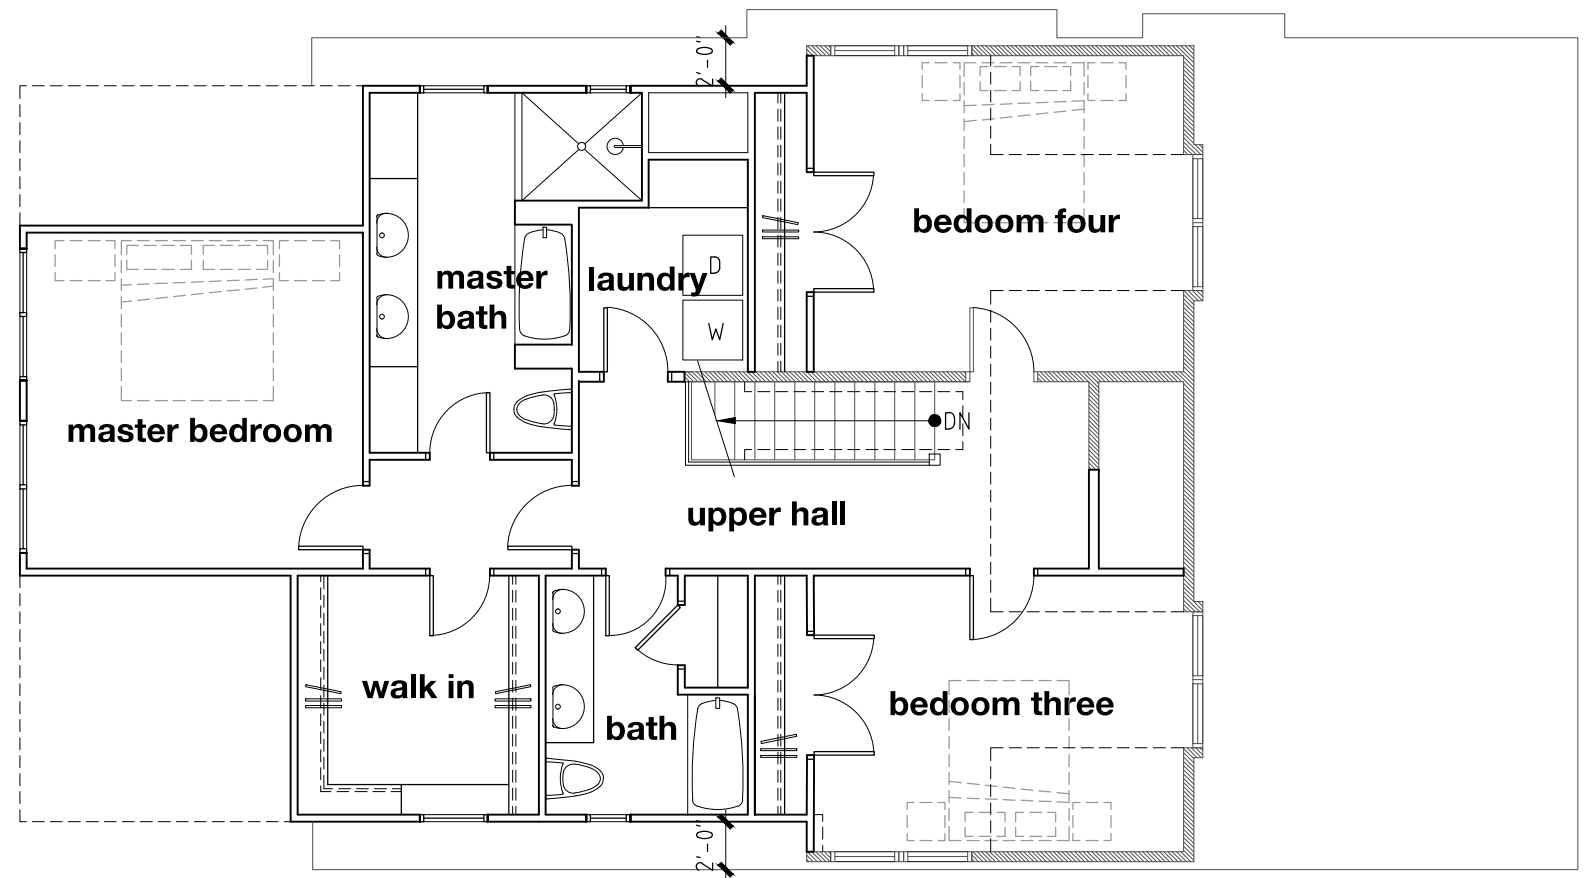 2'-0"
bedoom four
master
bath
laundry
D
W
master bedroom
DN
upper hall
walk in
bath
bedoom three
2'-0"